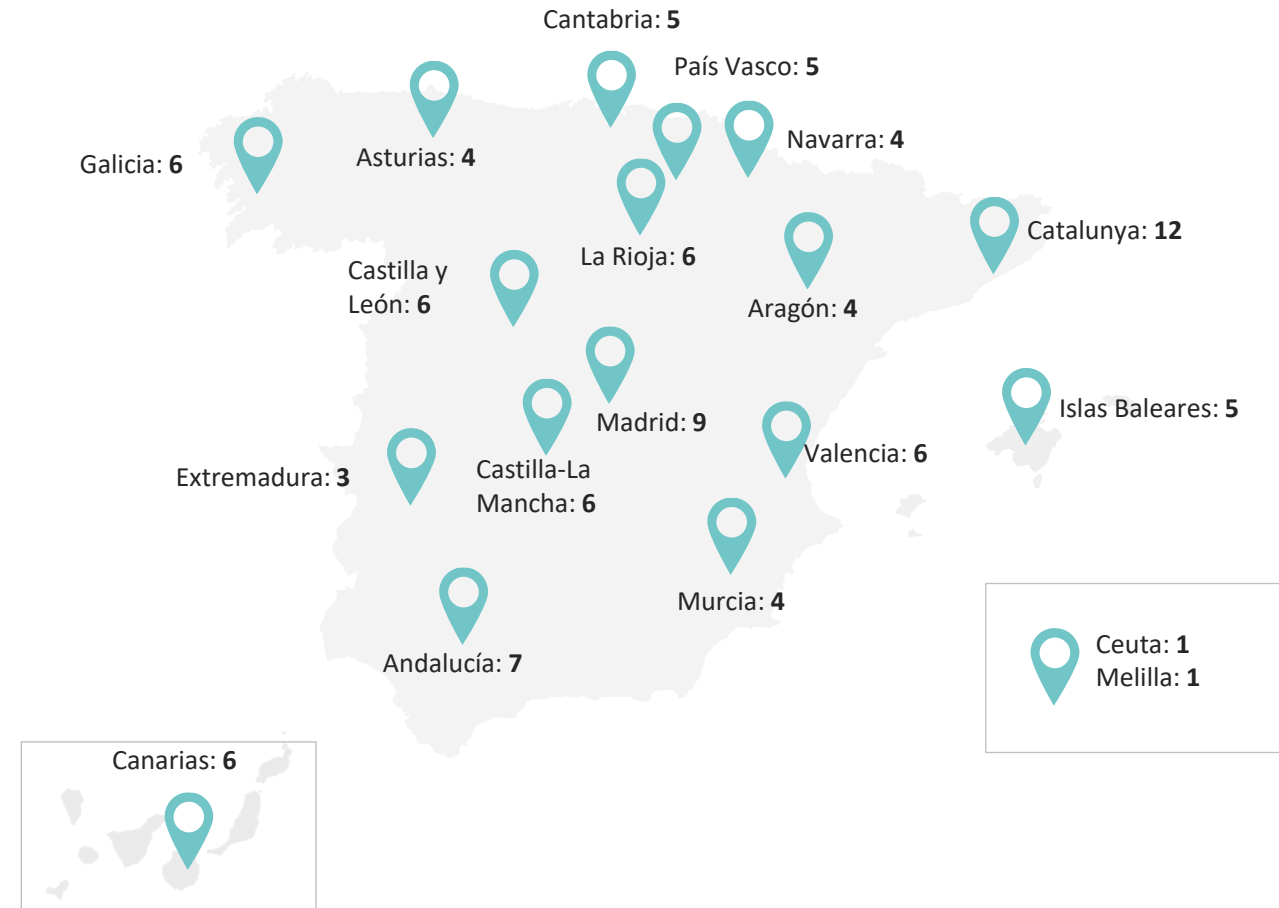 Cantabria: 5
País Vasco: 5
Navarra: 4
Asturias: 4
Galicia: 6
Catalunya: 12
La Rioja: 6
Castilla y
León: 6
Aragón: 4
Islas Baleares: 5
Madrid: 9
Valencia: 6
Extremadura: 3
Castilla-La
Mancha: 6
Murcia: 4
Andalucía: 7
Ceuta: 1
Melilla: 1
Canarias: 6